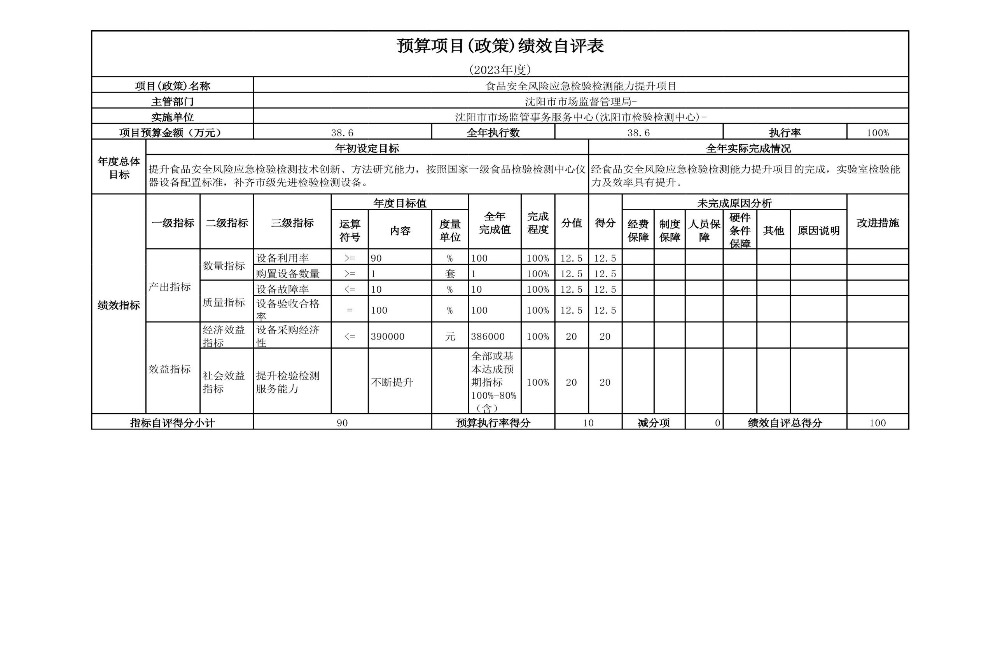 预算项目(政策)绩效自评表
(2023年度)
项目(政策)名称 食品安全风险应急检验检测能力提升项目
主管部门 沈阳市市场监督管理局-
实施单位 沈阳市市场监管事务服务中心(沈阳市检验检测中心)-
项目预算金额（万元） 38.6 全年执行数 38.6 执行率 100%
年度总体
目标
年初设定目标 全年实际完成情况
提升食品安全风险应急检验检测技术创新、方法研究能力，按照国家一级食品检验检测中心仪
器设备配置标准，补齐市级先进检验检测设备。
经食品安全风险应急检验检测能力提升项目的完成，实验室检验能
力及效率具有提升。
绩效指标
一级指标 二级指标 三级指标
年度目标值
运算
符号
内容
度量
单位
全年
完成值
完成
程度
分值 得分
未完成原因分析
经费
保障
制度
保障
人员保
障
硬件
条件
保障
其他 原因说明
改进措施
产出指标
数量指标
设备利用率 >= 90 % 100 100% 12.5 12.5
购置设备数量 >= 1 套 1 100% 12.5 12.5
质量指标
设备故障率 <= 10 % 10 100% 12.5 12.5
设备验收合格
率
= 100 % 100 100% 12.5 12.5
效益指标
经济效益
指标
设备采购经济
性
<= 390000 元 386000 100% 20 20
社会效益
指标
提升检验检测
服务能力
不断提升
全部或基
本达成预
期指标
100%-80%
（含）
100% 20 20
指标自评得分小计 90 预算执行率得分 10 减分项 0 绩效自评总得分 100